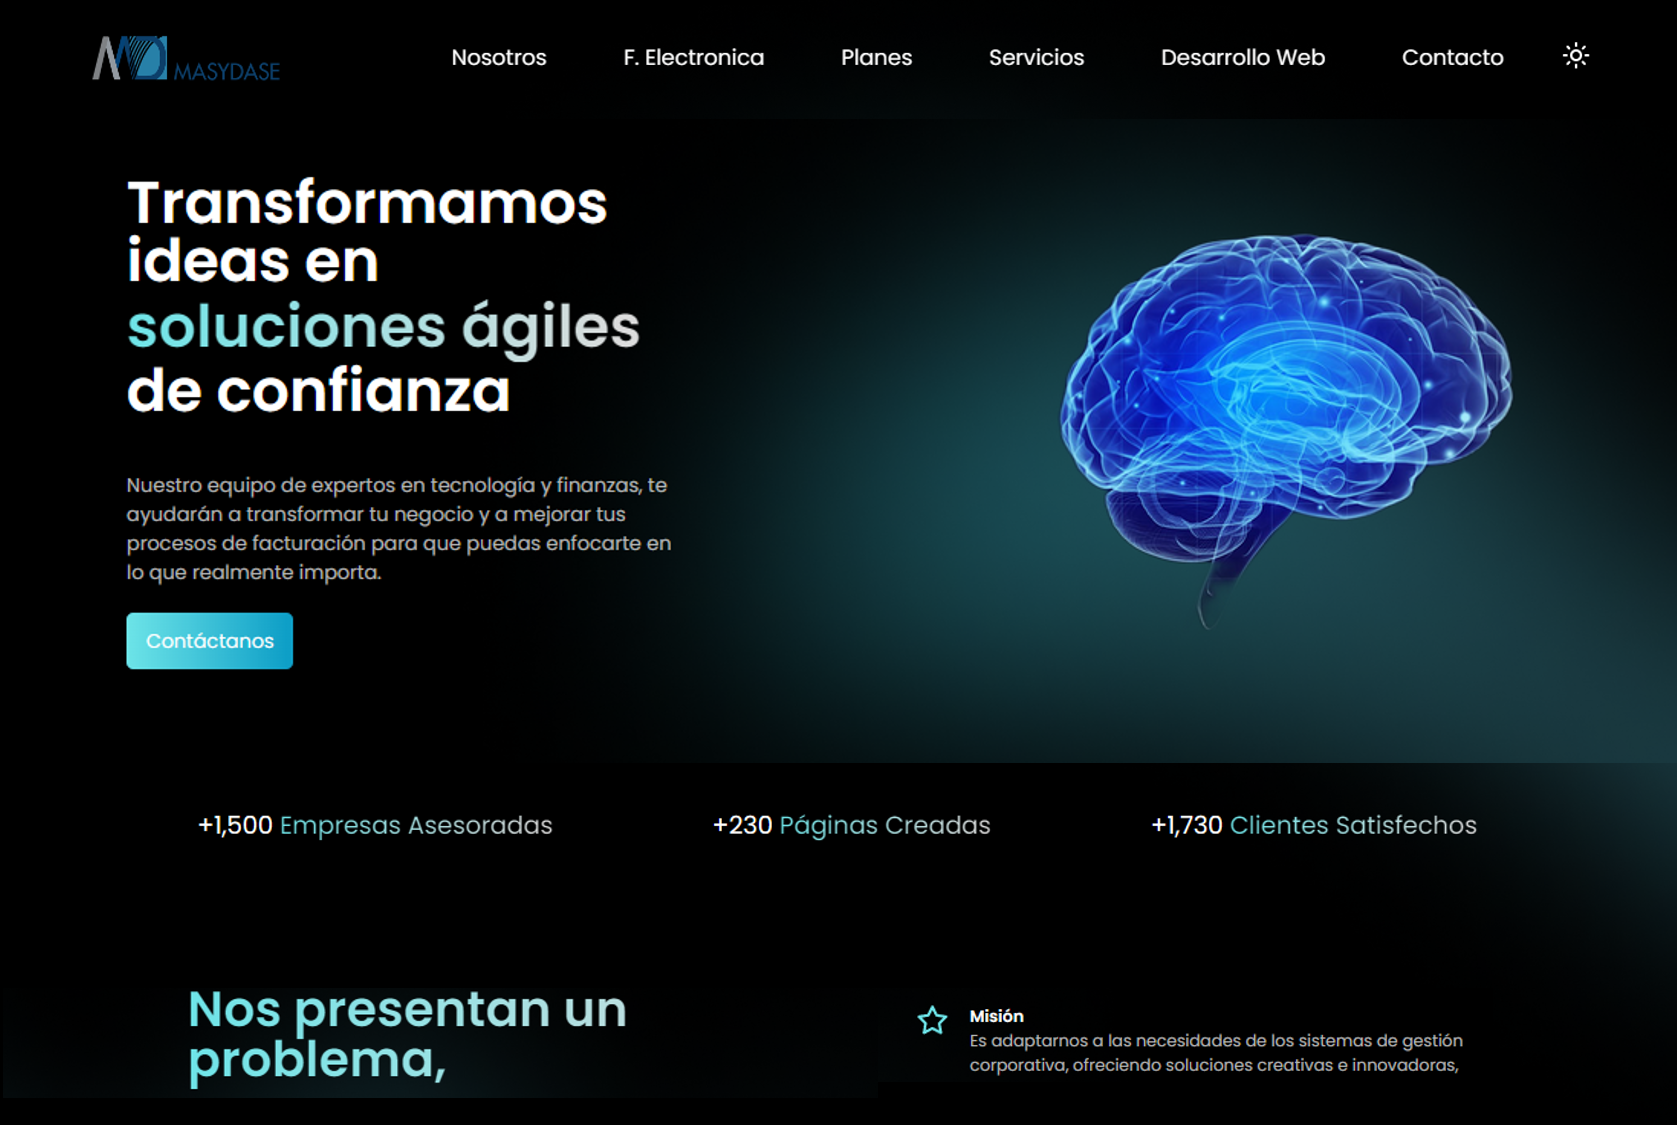 MASYDASE
Nosotros
F. Electronica
Planes
Servicios
Desarrollo Web
Contacto
Transformamos
ideas en
soluciones ágiles
de confianza
Nuestro equipo de expertos en tecnología y finanzas, te
ayudarán a transformar tu negocio y a mejorar tus
procesos de facturación para que puedas enfocarte en
lo que realmente importa.
Contáctanos
+1,500 Empresas Asesoradas
+230 Páginas Creadas
+1,730 Clientes Satisfechos
Nos presentan un
problema,
Misión
Es adaptarnos a las necesidades de los sistemas de gestión
corporativa, ofreciendo soluciones creativas e innovadoras,